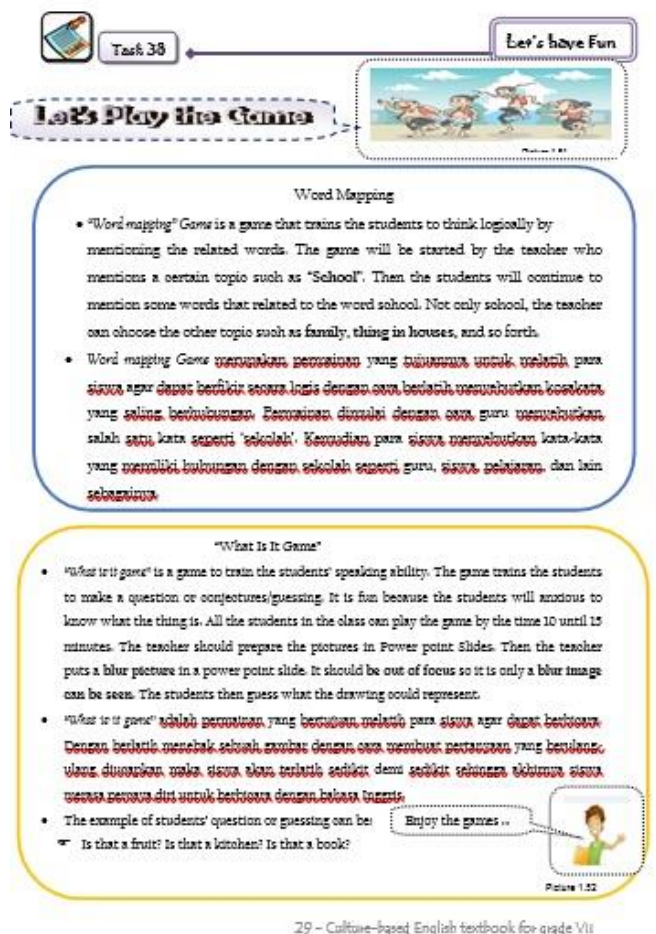 Task 38
Let's have Fun
Let's Play the Game
Picture 1.51
Word Mapping
• "Word mapping" Game is a game that trains the students to think logically by
mentioning the related words. The game will be started by the teacher who
mentions a certain topic such as "School". Then the students will continue to
mention some words that related to the word school. Not only school, the teacher
can choose the other topic such as family, thing in houses, and so forth.
• Word mapping Game merupakan permainan yang tujuannya untuk melatih para
siswa agar dapat berfikir secara logis dengan cara berlatih menyebutkan kosakata
yang saling berhubungan. Permainan dimulai dengan cara guru menyebutkan
salah satu kata seperti 'sekolah'. Kemudian para siswa menyebutkan kata-kata
yang memiliki hubungan dengan sekolah seperti guru, siswa, pelajaran, dan lain
sebagainya
"What Is It Game"
• "What is it game" is a game to train the students' speaking ability. The game trains the students
to make a question or conjectures/guessing. It is fun because the students will anxious to
know what the thing is. All the students in the class can play the game by the time 10 until 15
minutes. The teacher should prepare the pictures in Power point Slides. Then the teacher
puts a blur picture in a power point slide. It should be out of focus so it is only a blur image
can be seen. The students then guess what the drawing could represent.
• "What is it game" adalah permainan yang bertujuan melatih para siswa agar dapat berbicara.
Dengan berlatih menebak sebuah gambar dengan cara membuat pertanyaan yang berulang-
ulang diucapkan maka siswa akan terlatih sedikit demi sedikit sehingga akhirnya siswa
merasa percaya diri untuk berbicara dengan bahasa Inggris.
• The example of students' question or guessing can be:
Enjoy the games ..
☞ Is that a fruit? Is that a kitchen? Is that a book?
Picture 1.52
29 - Culture-based English textbook for grade VII